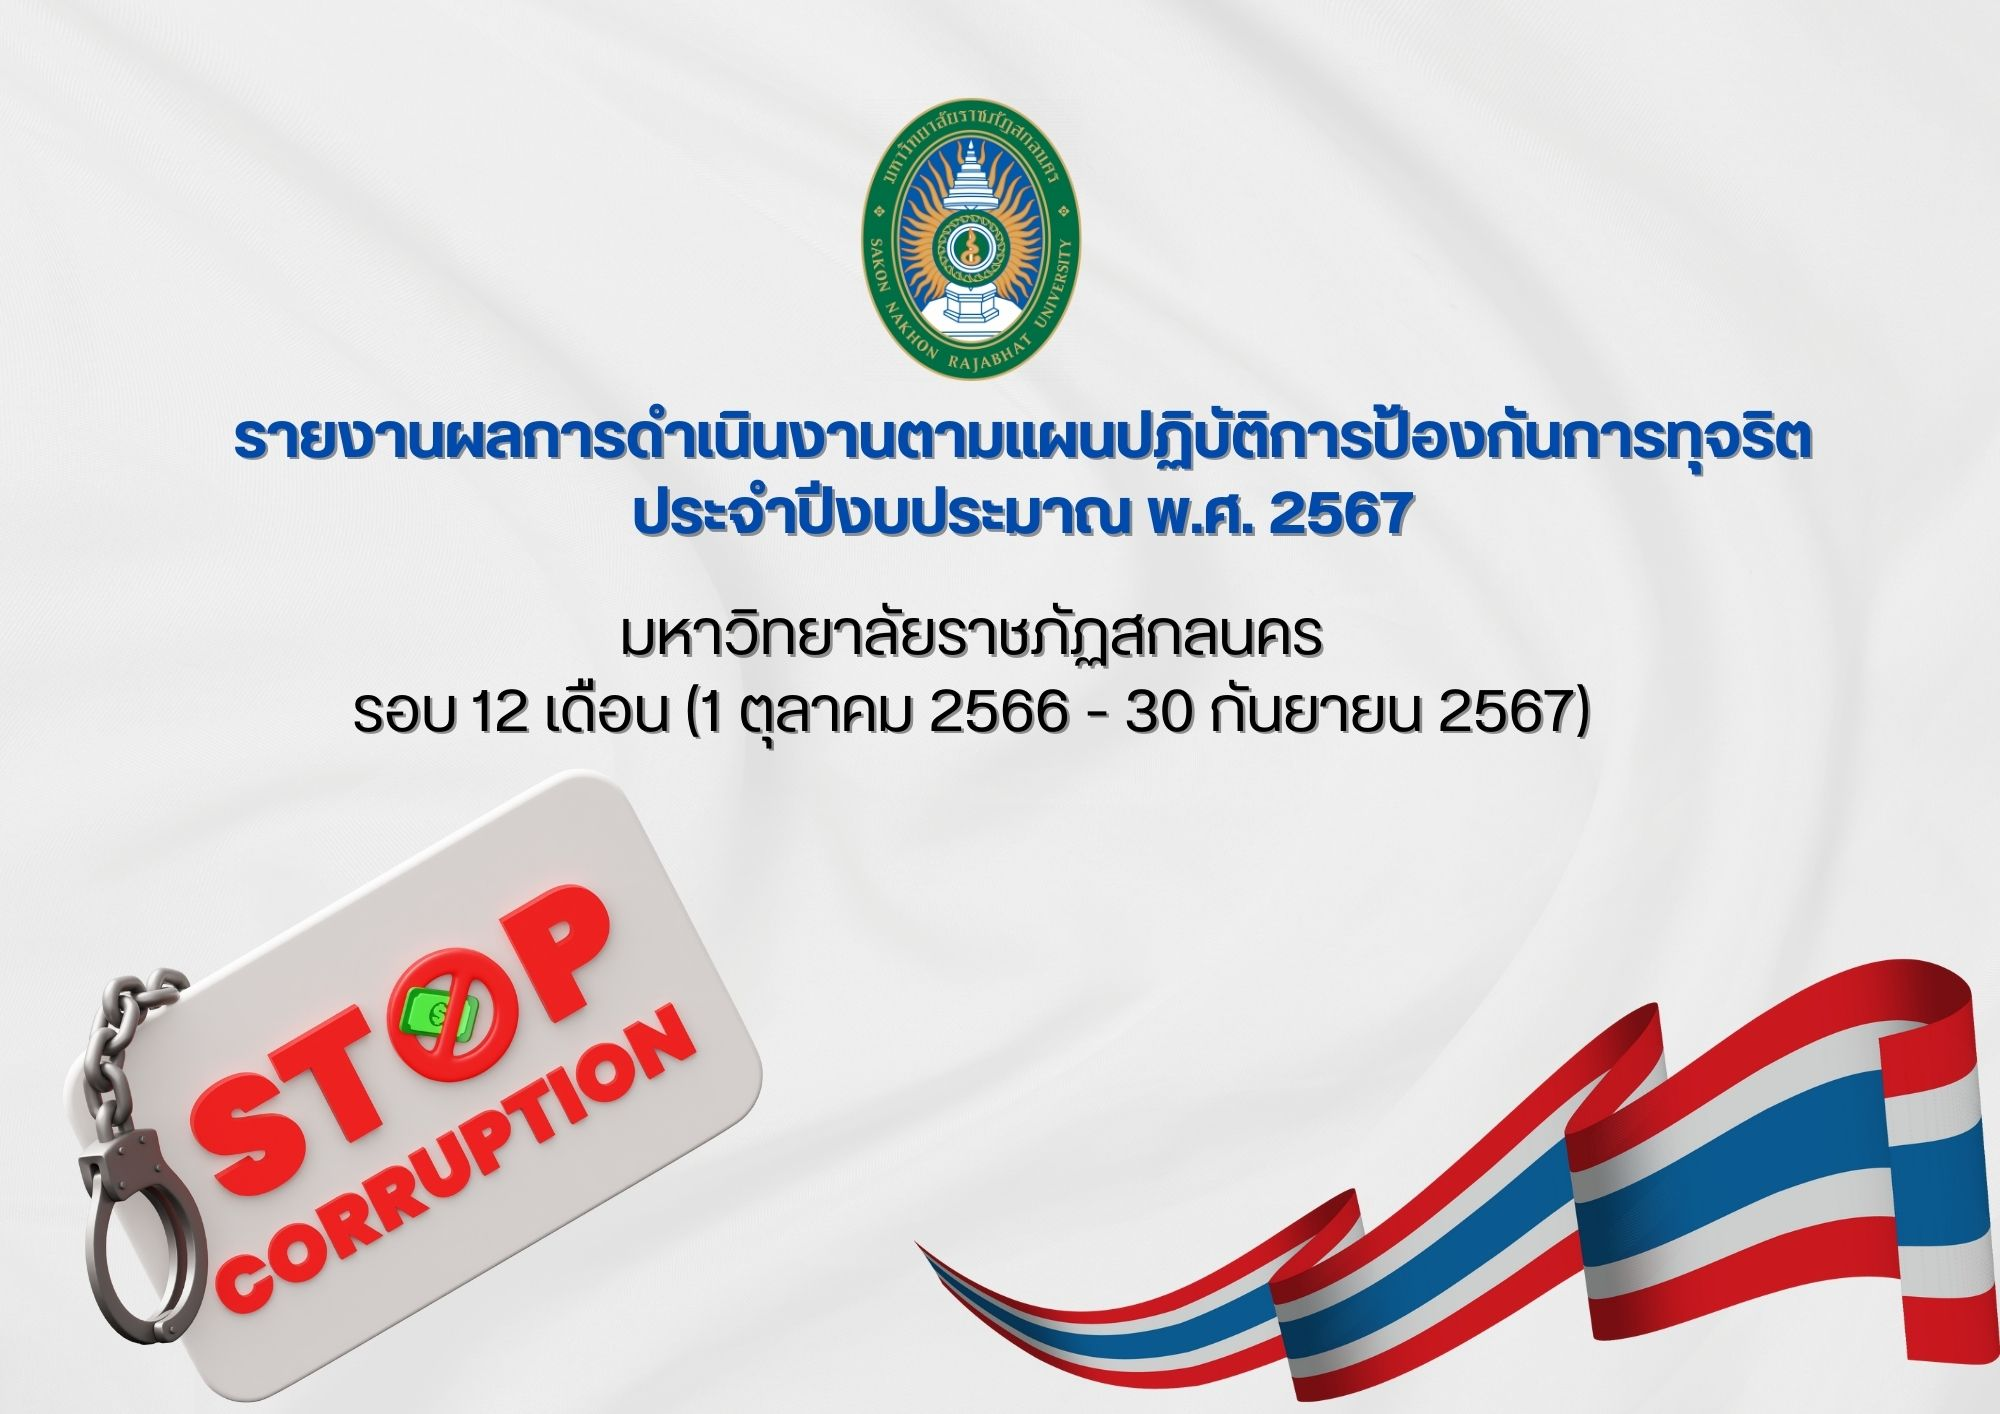 มหาวิทยาลัยราชภัฏสกลนคร
SAKON NAKHON RAJABHAT UNIVERSITY
รายงานผลการดำเนินงานตามแผนปฏิบัติการป้องกันการทุจริต
ประจำปีงบประมาณ พ.ศ. 2567
มหาวิทยาลัยราชภัฏสกลนคร
รอบ 12 เดือน (1 ตุลาคม 2566 - 30 กันยายน 2567)
STOP
CORRUPTION